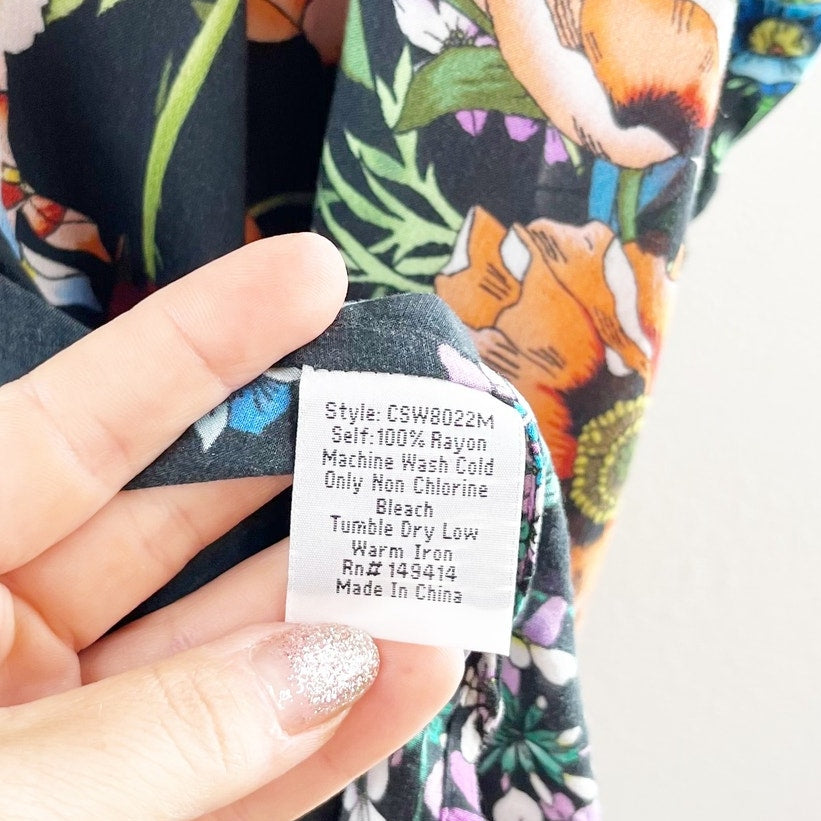 Style: CSW8022M
Self:100% Rayon
Machine Wash Cold
Only Non Chlorine
Bleach
Tumble Dry Low
Warm Iron
Rn# 149414
Made In China